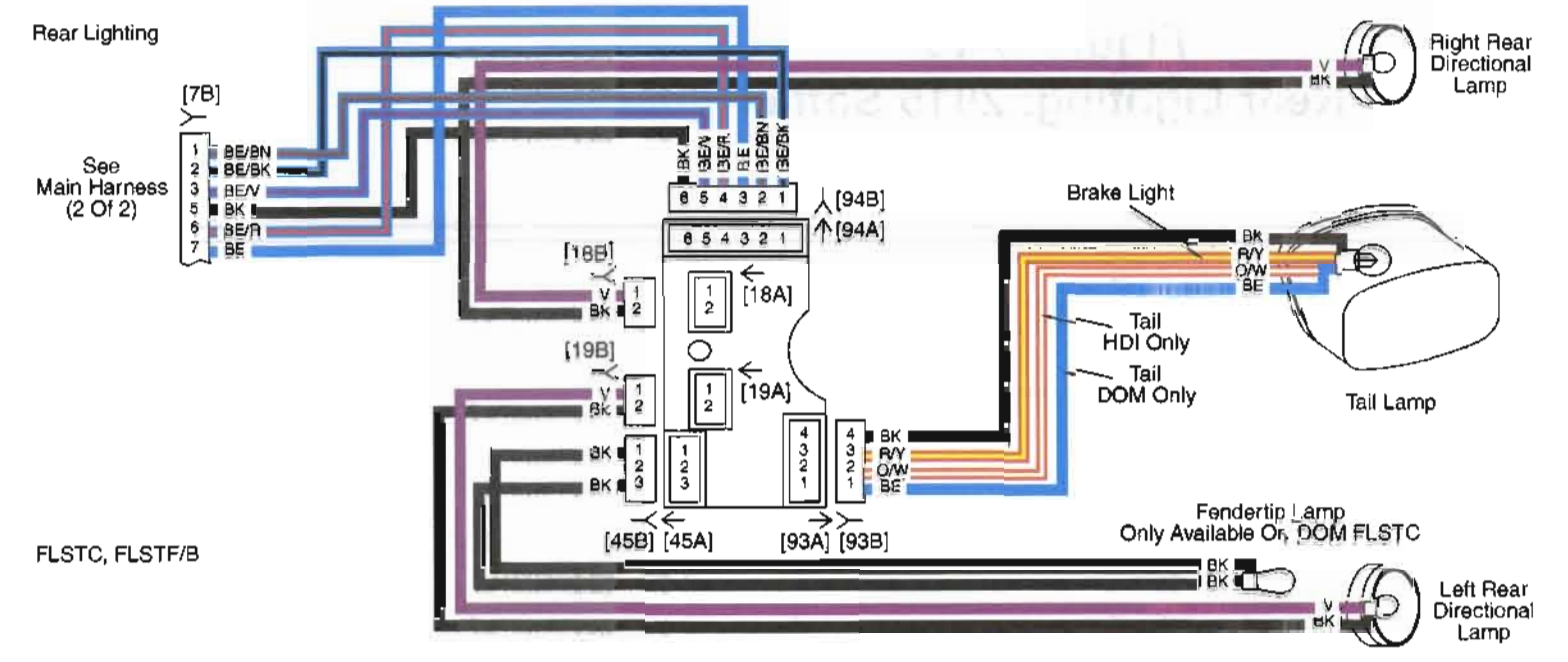 Rear Lighting
[7B]
See
Main Harness
(2 Of 2)
1 BE/BN
2 BE/BK
3 BE/V
5 BK
6 BE/R
7 BE
BK BE/V BE/R BE BE/BN BE/BK
6 5 4 3 2 1
[94B]
6 5 4 3 2 1
[94A]
V
BK
Right Rear
Directional
Lamp
[18B]
V 1
BK 2
1
2
[18A]
[19B]
V 1
BK 2
1
2
[19A]
BK 1
2
BK 3
1
2
3
[45B] [45A]
4
3
2
1
4 BK
3 R/Y
2 O/W
1 BE
[93A] [93B]
Brake Light
BK
R/Y
O/W
BE
Tail
HDI Only
Tail
DOM Only
Tail Lamp
Fendertip Lamp
Only Available On DOM FLSTC
BK
BK
FLSTC, FLSTF/B
V
BK
Left Rear
Directional
Lamp